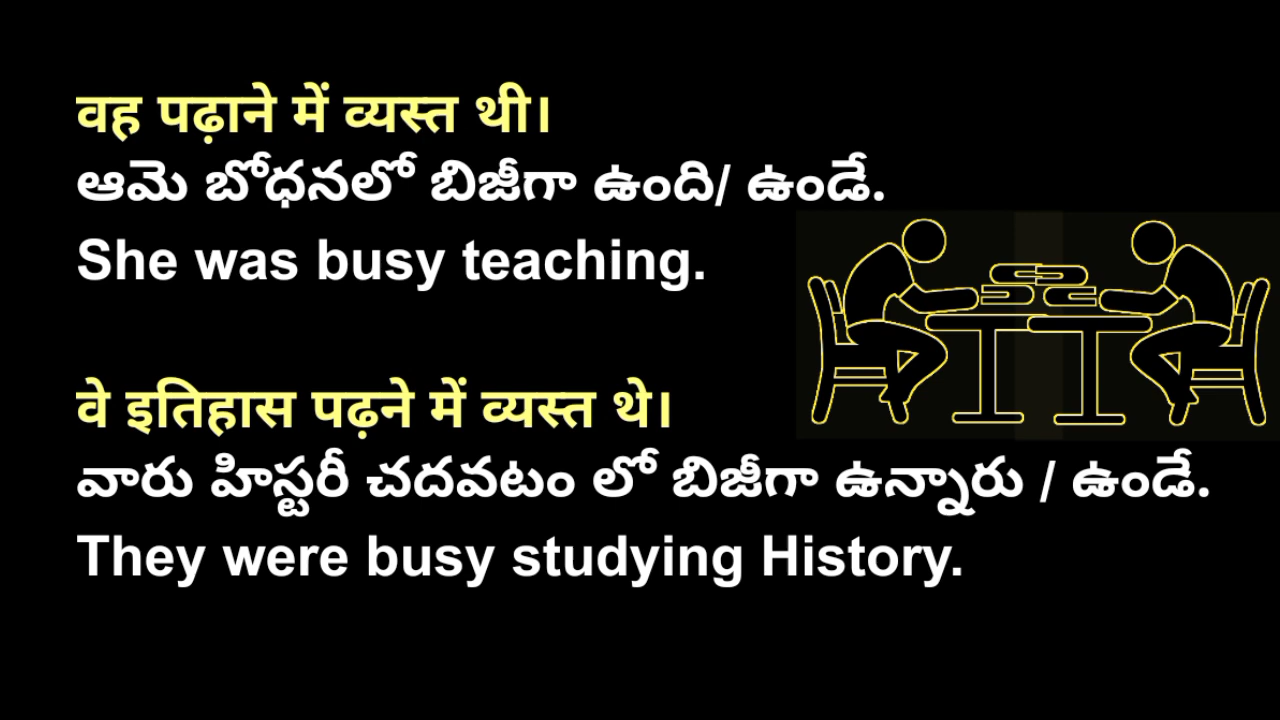 वह पढ़ाने में व्यस्त थी।
ఆమె బోధనలో బిజీగా ఉంది/ ఉండే.
She was busy teaching.
वे इतिहास पढ़ने में व्यस्त थे।
వారు హిస్టరీ చదవటం లో బిజీగా ఉన్నారు / ఉండే.
They were busy studying History.